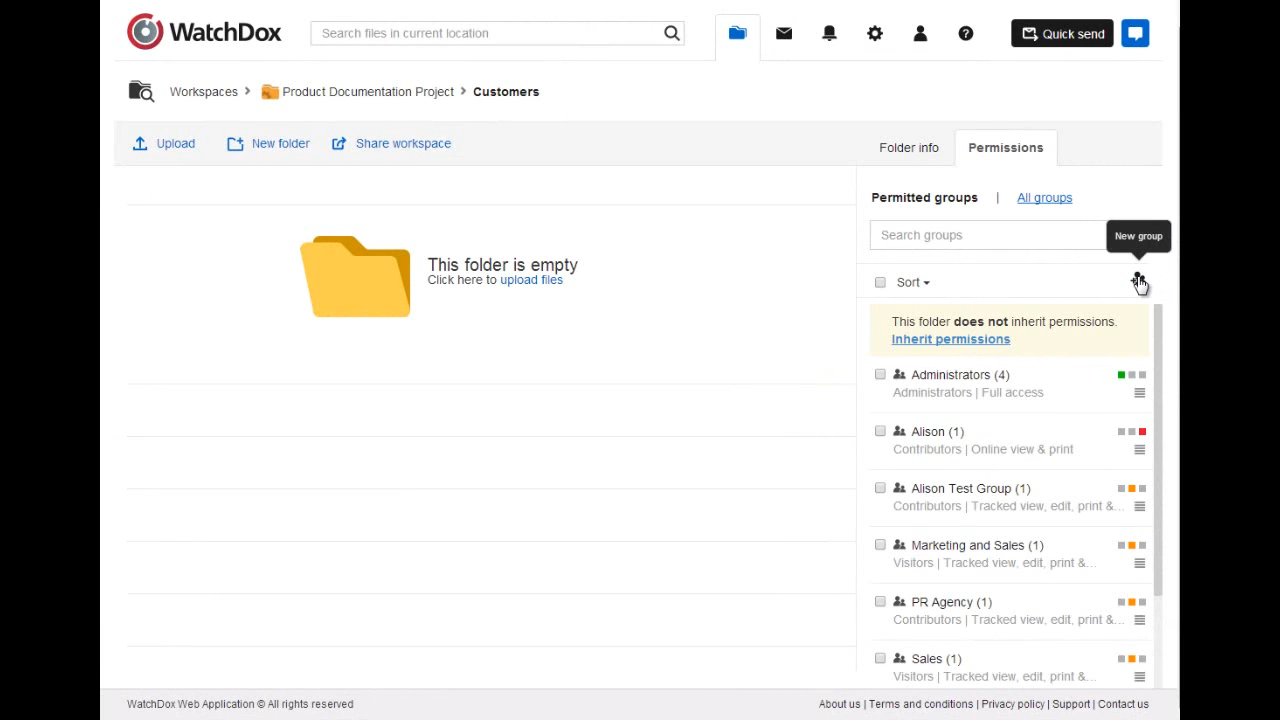 WatchDox
Search files in current location
Quick send
Workspaces > Product Documentation Project > Customers
Upload
New folder
Share workspace
Folder info
Permissions
Permitted groups | All groups
Search groups
New group
Sort
This folder is empty
Click here to upload files
This folder does not inherit permissions.
Inherit permissions
Administrators (4)
Administrators | Full access
Alison (1)
Contributors | Online view & print
Alison Test Group (1)
Contributors | Tracked view, edit, print &...
Marketing and Sales (1)
Visitors | Tracked view, edit, print &...
PR Agency (1)
Contributors | Tracked view, edit, print &...
Sales (1)
Visitors | Tracked view, edit, print &...
WatchDox Web Application © All rights reserved
About us | Terms and conditions | Privacy policy | Support | Contact us